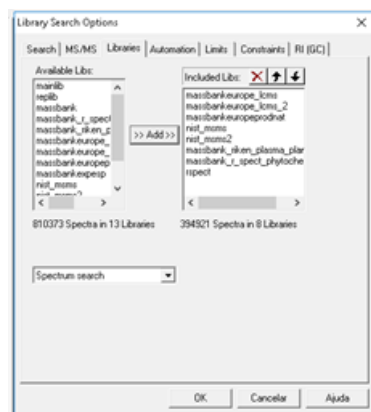 Library Search Options
Search MS/MS Libraries Automation Limits Constraints RI (GC)
Available Libs:
mainlib
replib
massbank
massbank_r_spect
massbank_riken_p
massbankeurope_
massbankeurope_
massbankeuropep
massbankexpesp
nist_msms
nist_msms2
>> Add >>
810373 Spectra in 13 Libraries
Included Libs:
massbankeurope_lcms
massbankeurope_lcms_2
massbankeuropeprodnat
nist_msms
nist_msms2
massbank_riken_plasma_plar
massbank_r_spect_phytoche
rspect
394921 Spectra in 8 Libraries
Spectrum search
OK Cancelar Ajuda